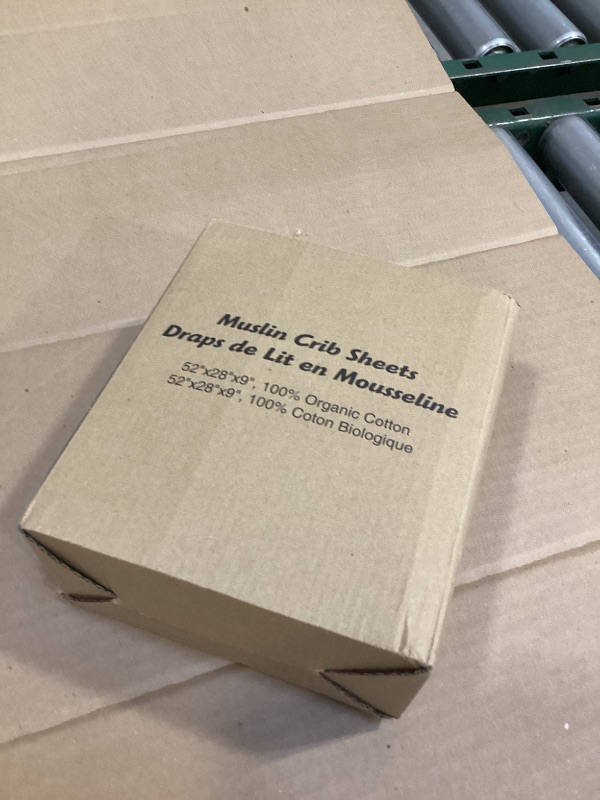 Muslin Crib Sheets
Draps de Lit en Mousseline
52"x28"x9", 100% Organic Cotton
52"x28"x9", 100% Coton Biologique